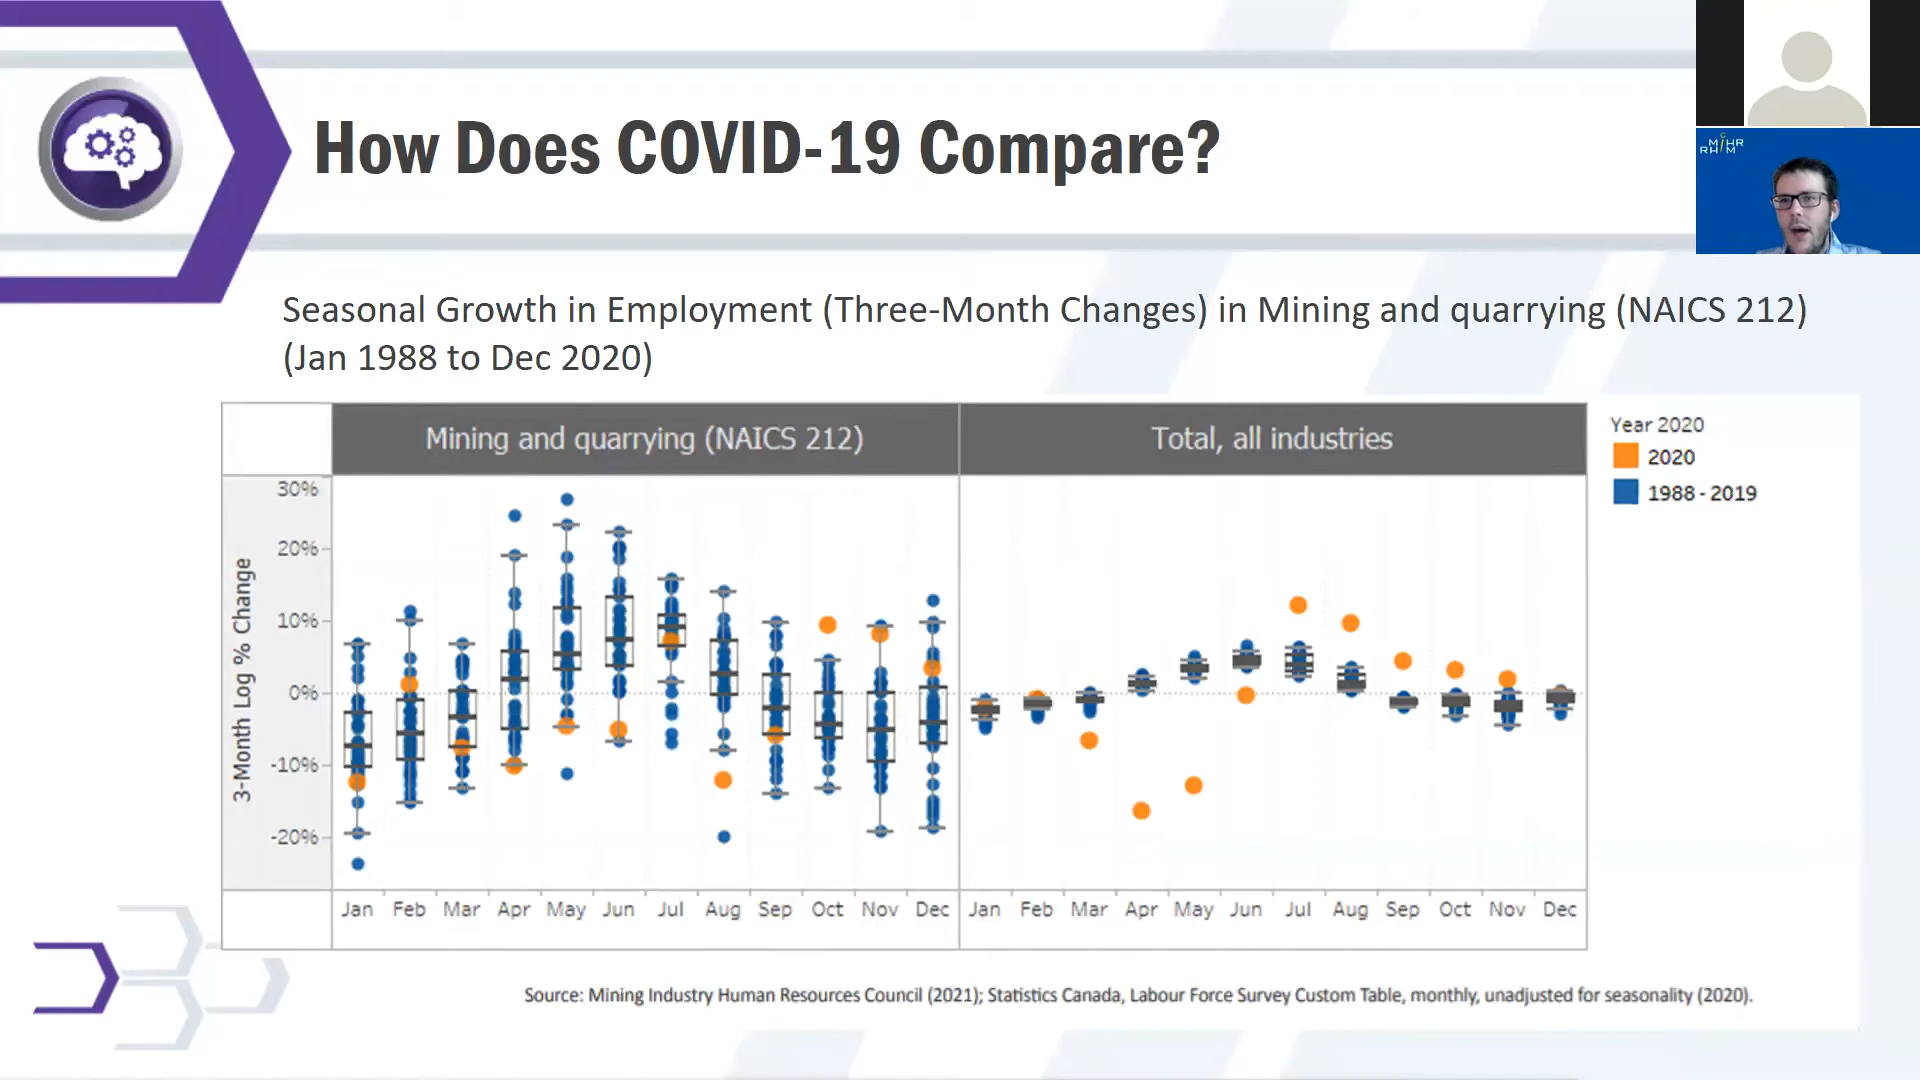 How Does COVID-19 Compare?
MiHR
RHiM
Seasonal Growth in Employment (Three-Month Changes) in Mining and quarrying (NAICS 212)
(Jan 1988 to Dec 2020)
Mining and quarrying (NAICS 212)
Total, all industries
Year 2020
2020
1988 - 2019
3-Month Log % Change
30%
20%
10%
0%
-10%
-20%
Jan Feb Mar Apr May Jun Jul Aug Sep Oct Nov Dec
Jan Feb Mar Apr May Jun Jul Aug Sep Oct Nov Dec
Source: Mining Industry Human Resources Council (2021); Statistics Canada, Labour Force Survey Custom Table, monthly, unadjusted for seasonality (2020).